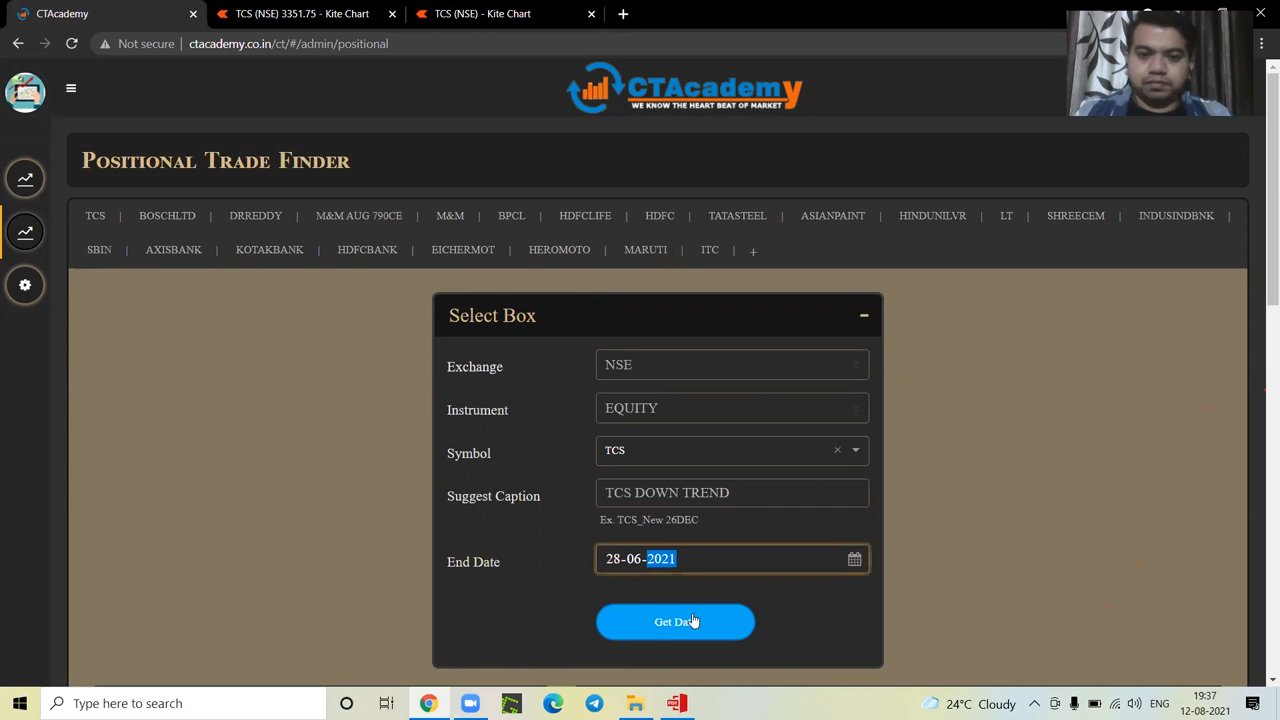 CTAcademy
TCS (NSE) 3351.75 - Kite Chart
TCS (NSE) - Kite Chart
Not secure
ctacademy.co.in/ct/#/admin/positional
CTAcademy
WE KNOW THE HEART BEAT OF MARKET
POSITIONAL TRADE FINDER
TCS | BOSCHLTD | DRREDDY | M&M AUG 790CE | M&M | BPCL | HDFCLIFE | HDFC | TATASTEEL | ASIANPAINT | HINDUNILVR | LT | SHREECEM | INDUSINDBNK |
SBIN | AXISBANK | KOTAKBANK | HDFCBANK | EICHERMOT | HEROMOTO | MARUTI | ITC | +
Select Box
Exchange
NSE
Instrument
EQUITY
Symbol
TCS
Suggest Caption
TCS DOWN TREND
Ex. TCS_New 26DEC
End Date
28-06-2021
Get
Type here to search
24°C Cloudy
ENG
19:37
12-08-2021